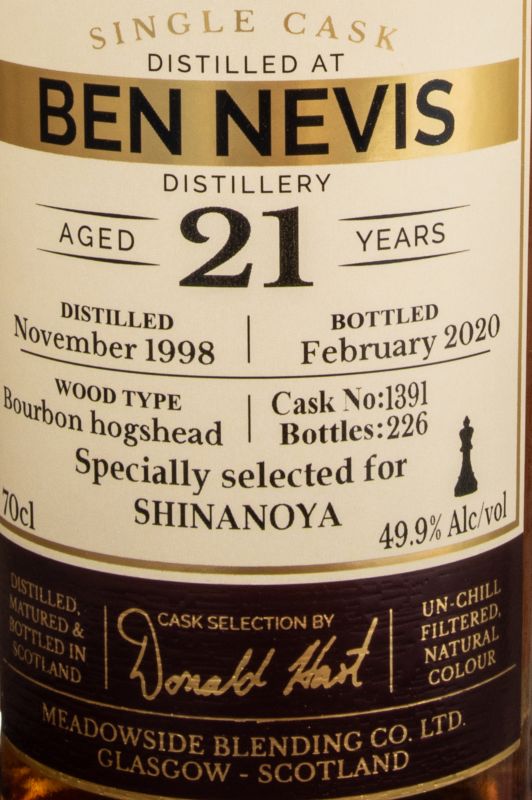 SINGLE CASK
DISTILLED AT
BEN NEVIS
DISTILLERY
AGED 21 YEARS
DISTILLED
November 1998
BOTTLED
February 2020
WOOD TYPE
Bourbon hogshead
Cask No:1391
Bottles:226
Specially selected for
SHINANOYA
70cl
49.9% Alc/vol
DISTILLED,
MATURED &
BOTTLED IN
SCOTLAND
CASK SELECTION BY
Donald Hart
UN-CHILL
FILTERED,
NATURAL
COLOUR
MEADOWSIDE BLENDING CO. LTD.
GLASGOW - SCOTLAND